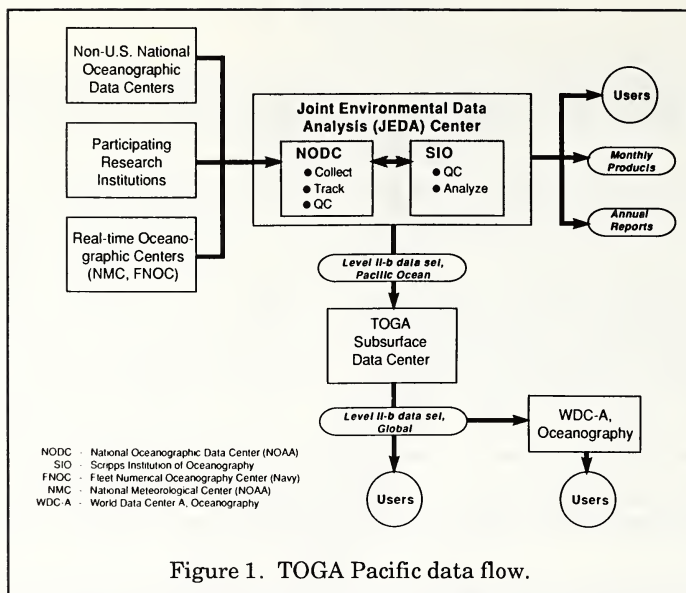 Non-U.S. National
Oceanographic
Data Centers
Participating
Research
Institutions
Real-time Oceano-
graphic Centers
(NMC, FNOC)
Joint Environmental Data
Analysis (JEDA) Center
NODC
● Collect
● Track
● QC
SIO
● QC
● Analyze
Users
Monthly
Products
Annual
Reports
Level II-b data set,
Pacific Ocean
TOGA
Subsurface
Data Center
Level II-b data set,
Global
WDC-A,
Oceanography
Users
Users
NODC - National Oceanographic Data Center (NOAA)
SIO - Scripps Institution of Oceanography
FNOC - Fleet Numerical Oceanography Center (Navy)
NMC - National Meteorological Center (NOAA)
WDC-A - World Data Center A, Oceanography
Figure 1. TOGA Pacific data flow.